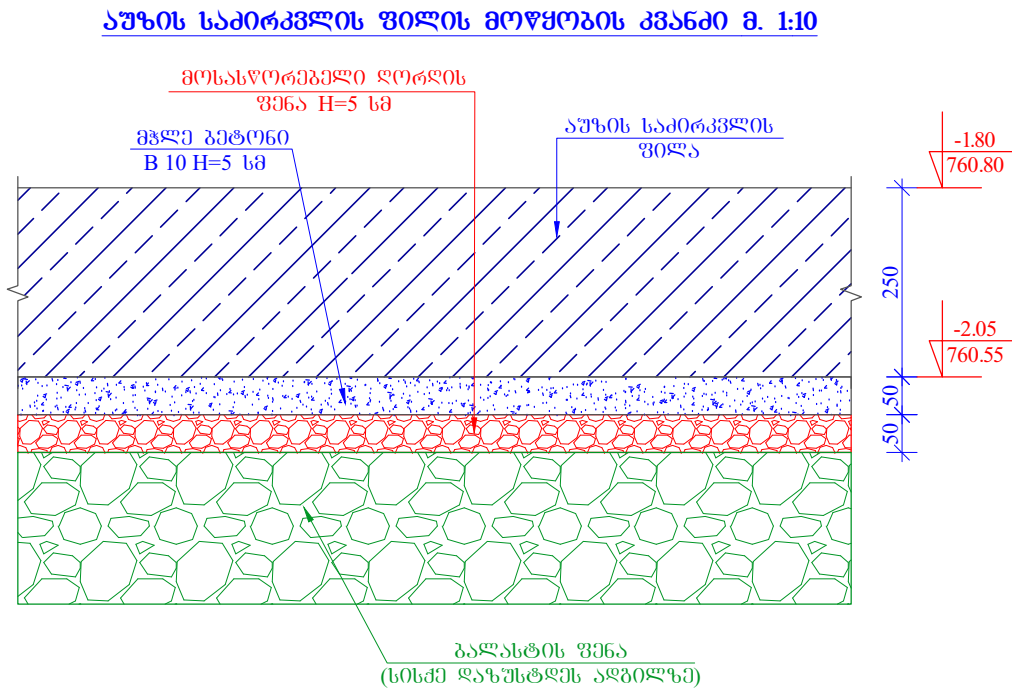 აუზის საძირკვლის ფილის მოწყობის კვანძი მ. 1:10
მოსასწორებელი ღორღის
ფენა H=5 სმ
მჭლე ბეტონი
B 10 H=5 სმ
აუზის საძირკვლის
ფილა
-1.80
760.80
250
-2.05
760.55
50
50
ბალასტის ფენა
(სისქე დაზუსტდეს ადგილზე)